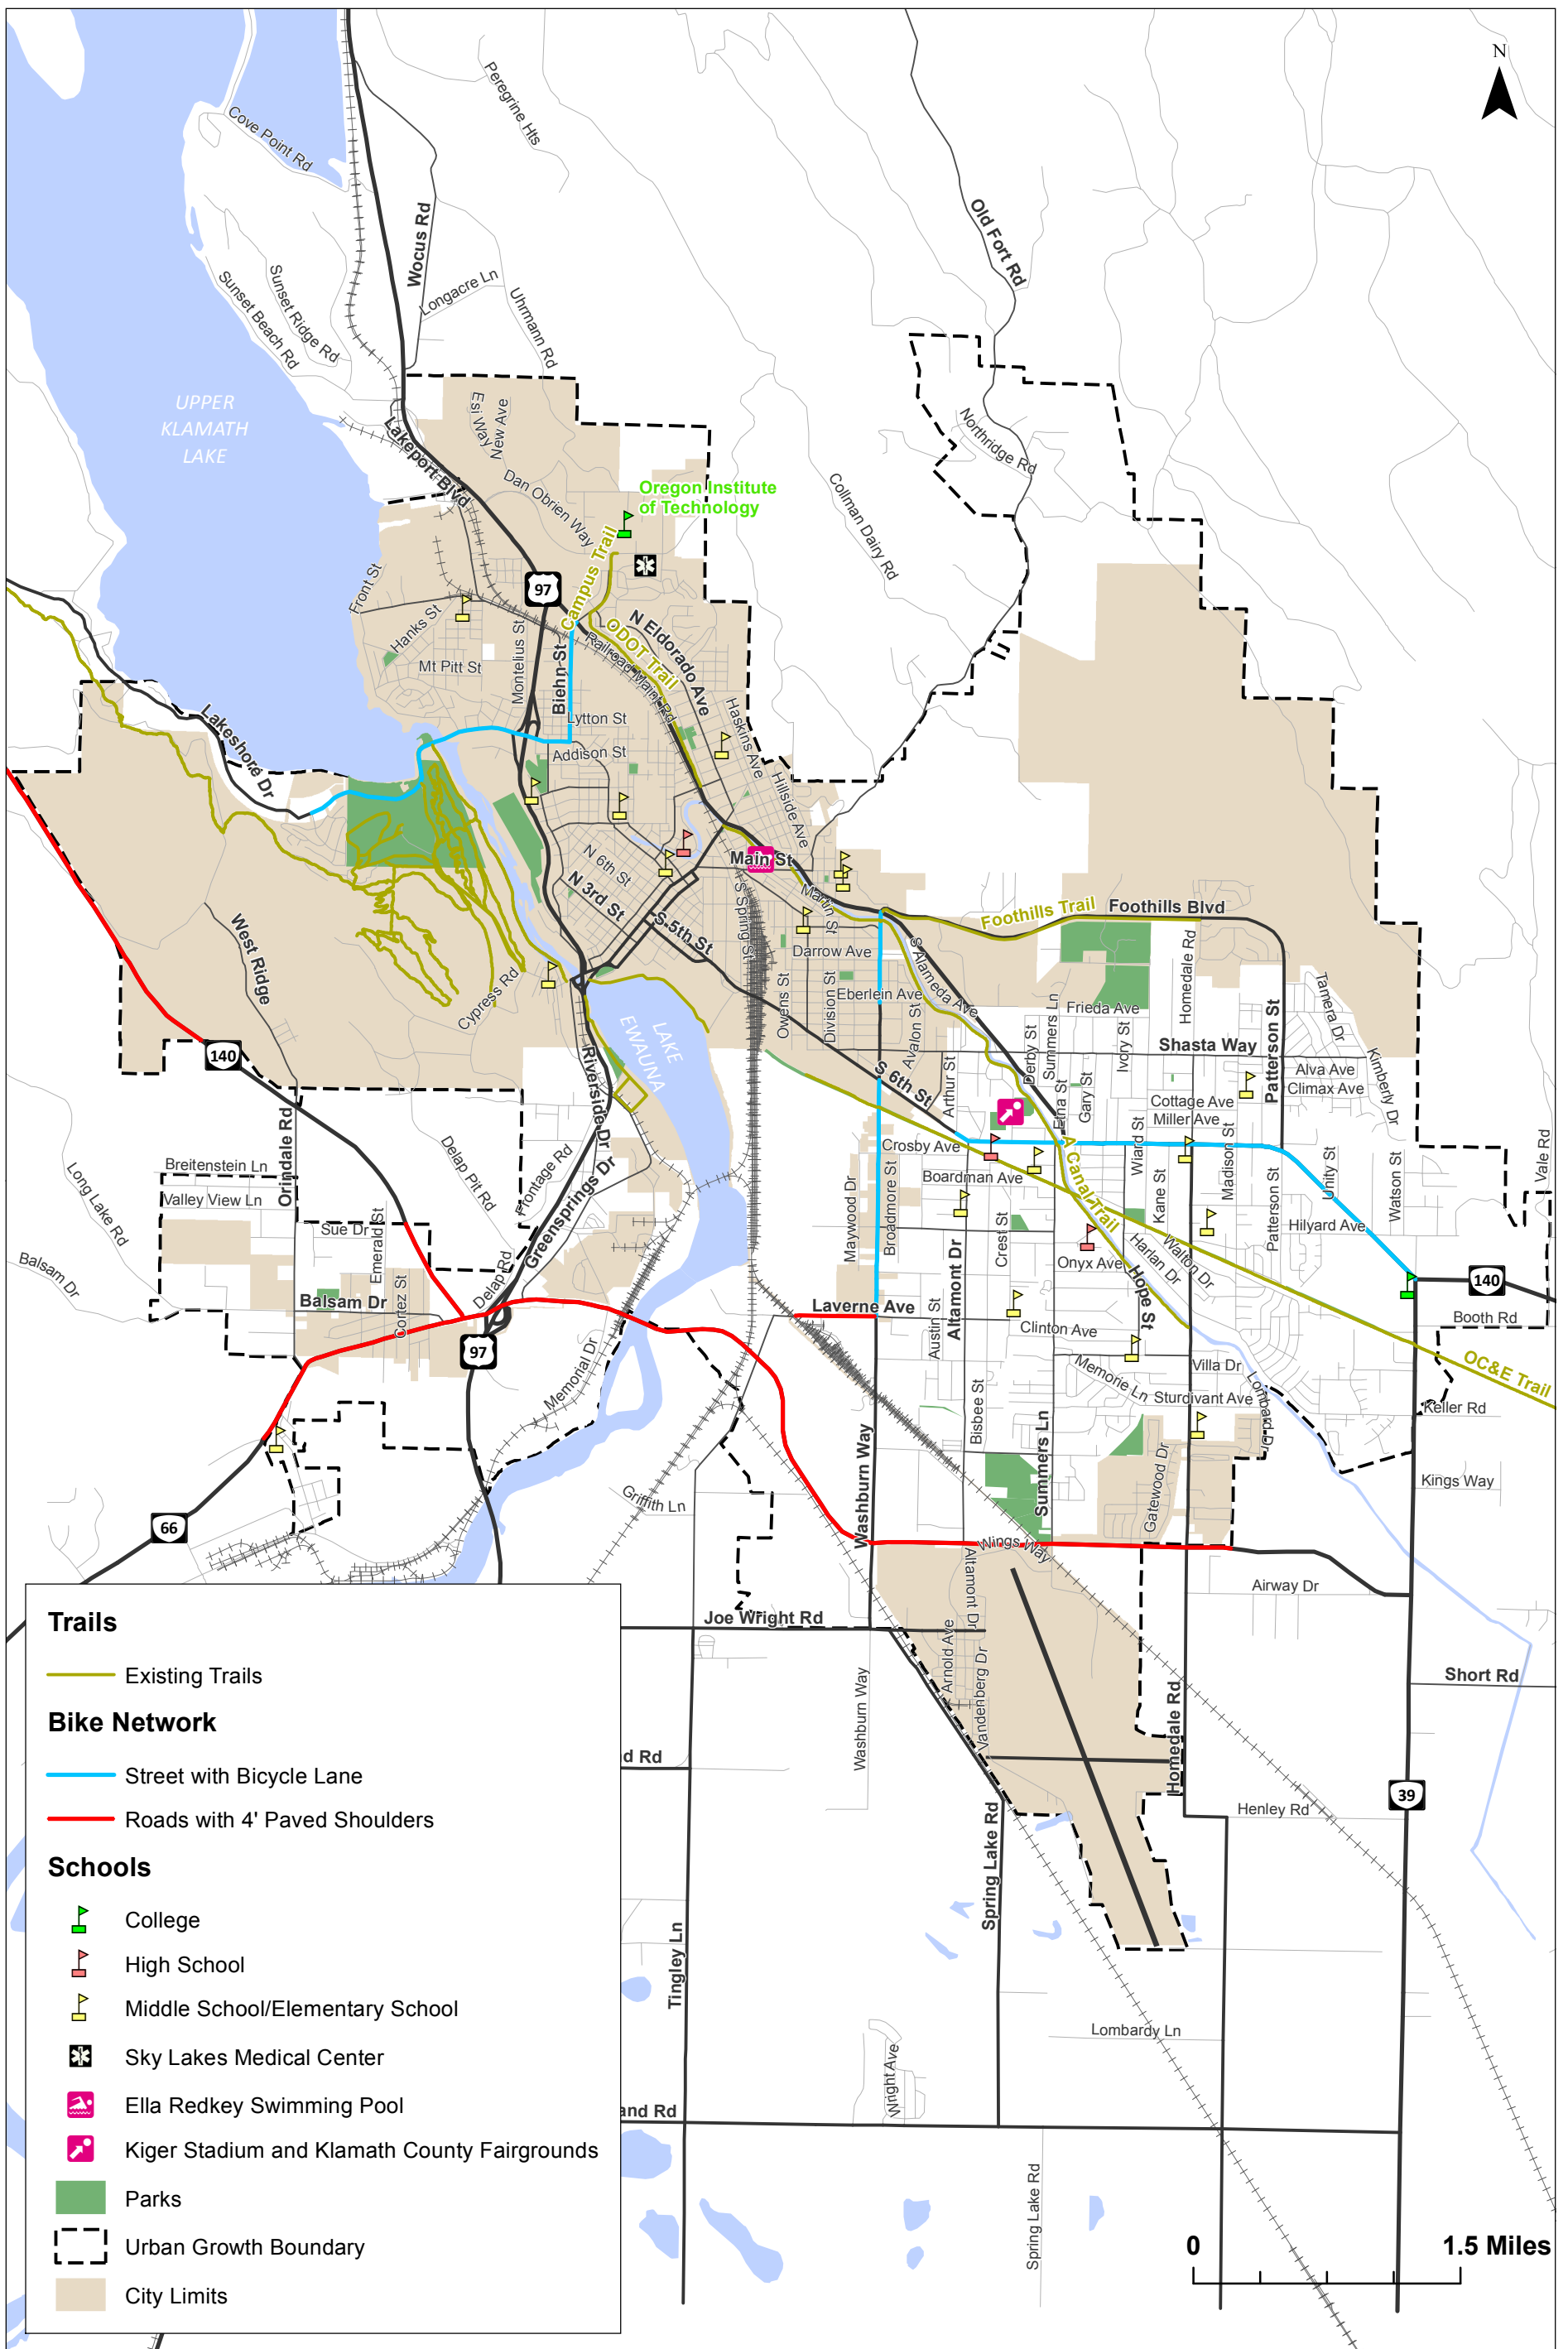 N
Peregrine Hts
Cove Point Rd
Wocus Rd
Old Fort Rd
Longacre Ln
Uhrmann Rd
Sunset Ridge Rd
Sunset Beach Rd
UPPER
KLAMATH
LAKE
Esi Way
New Ave
Lakeport Blvd
Northridge Rd
Dan Obrien Way
Oregon Institute
of Technology
Collman Dairy Rd
Campus Trail
97
Front St
Hanks St
Mt Pitt St
Montelius St
Biehn St
ODOT Trail
N Eldorado Ave
Railroad Maint Rd
Haskins Ave
Lytton St
Addison St
Lakeshore Dr
Hillside Ave
Main St
N 6th St
N 3rd St
S 5th St
S Spring St
Martin St
Foothills Trail
Foothills Blvd
West Ridge
Cypress Rd
Darrow Ave
S Alameda Ave
Eberlein Ave
Owens St
Division St
Avalon St
Frieda Ave
Homedale Rd
Tamera Dr
LAKE
EWAUNA
140
Riverside Dr
S 6th St
Arthur St
Derby St
Summers Ln
Ivory St
Shasta Way
Patterson St
Alva Ave
Climax Ave
Kimberly Dr
Etna St
Gary St
Cottage Ave
Miller Ave
Orindale Rd
Delap Pit Rd
Frontage Rd
Greensprings Dr
Crosby Ave
Boardman Ave
A Canal Trail
Wiard St
Kane St
Madison St
Patterson St
Unity St
Watson St
Vale Rd
Breitenstein Ln
Valley View Ln
Long Lake Rd
Balsam Dr
Sue Dr
Emerald St
Maywood Dr
Broadmore St
Hilyard Ave
Crest St
Onyx Ave
Harlan Dr
Walton Dr
Hope St
Altamont Dr
140
Balsam Dr
Cortez St
Delap Rd
Laverne Ave
Austin St
Clinton Ave
Booth Rd
97
Memorial Dr
Memorie Ln
Villa Dr
Sturdivant Ave
Lombard Dr
OC&E Trail
Keller Rd
Bisbee St
Summers Ln
Washburn Way
Gatewood Dr
Kings Way
66
Griffith Ln
Wings Way
Airway Dr
Altamont Dr
Joe Wright Rd
Arnold Ave
Vandenberg Dr
Washburn Way
Homedale Rd
Short Rd
d Rd
39
Henley Rd
Spring Lake Rd
Tingley Ln
Lombardy Ln
Wright Ave
and Rd
Spring Lake Rd
0
1.5 Miles
Trails
Existing Trails
Bike Network
Street with Bicycle Lane
Roads with 4' Paved Shoulders
Schools
College
High School
Middle School/Elementary School
Sky Lakes Medical Center
Ella Redkey Swimming Pool
Kiger Stadium and Klamath County Fairgrounds
Parks
Urban Growth Boundary
City Limits